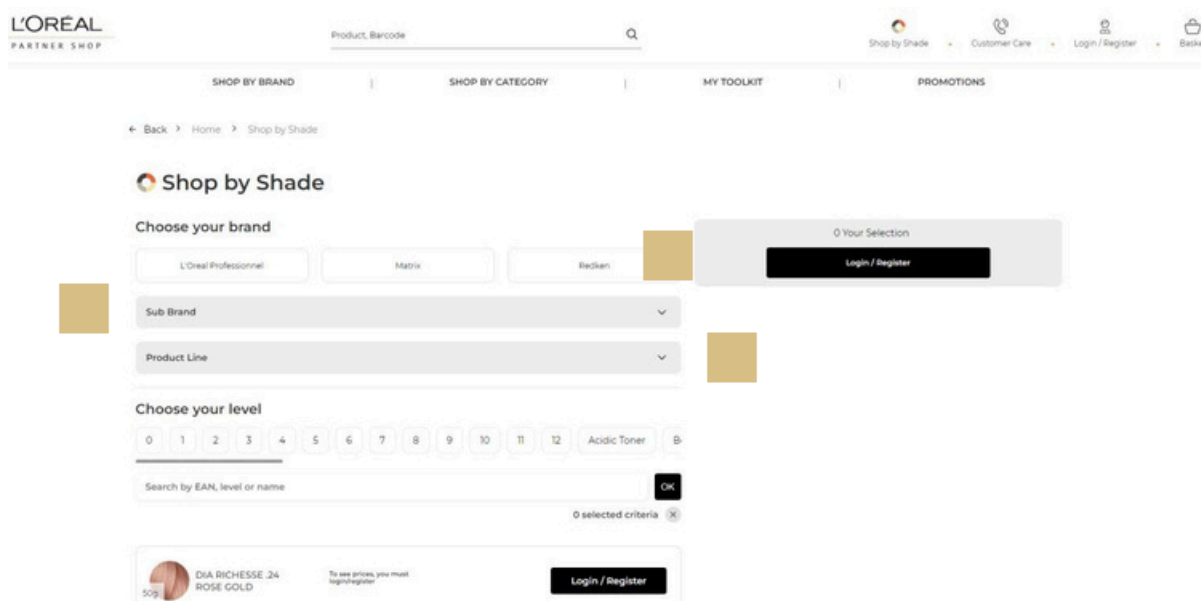 L'ORÉAL
PARTNER SHOP
Product, Barcode
Shop by Shade
Customer Care
Login / Register
SHOP BY BRAND | SHOP BY CATEGORY | MY TOOLKIT | PROMOTIONS
← Back > Home > Shop by Shade
Shop by Shade
Choose your brand
L'Oreal Professionnel
Matrix
Redken
0 Your Selection
Login / Register
Sub Brand
Product Line
Choose your level
0 1 2 3 4 5 6 7 8 9 10 11 12 Acidic Toner
Search by EAN, level or name
OK
0 selected criteria X
50g
DIA RICHESSE .24
ROSE GOLD
To see prices, you must
login/register
Login / Register